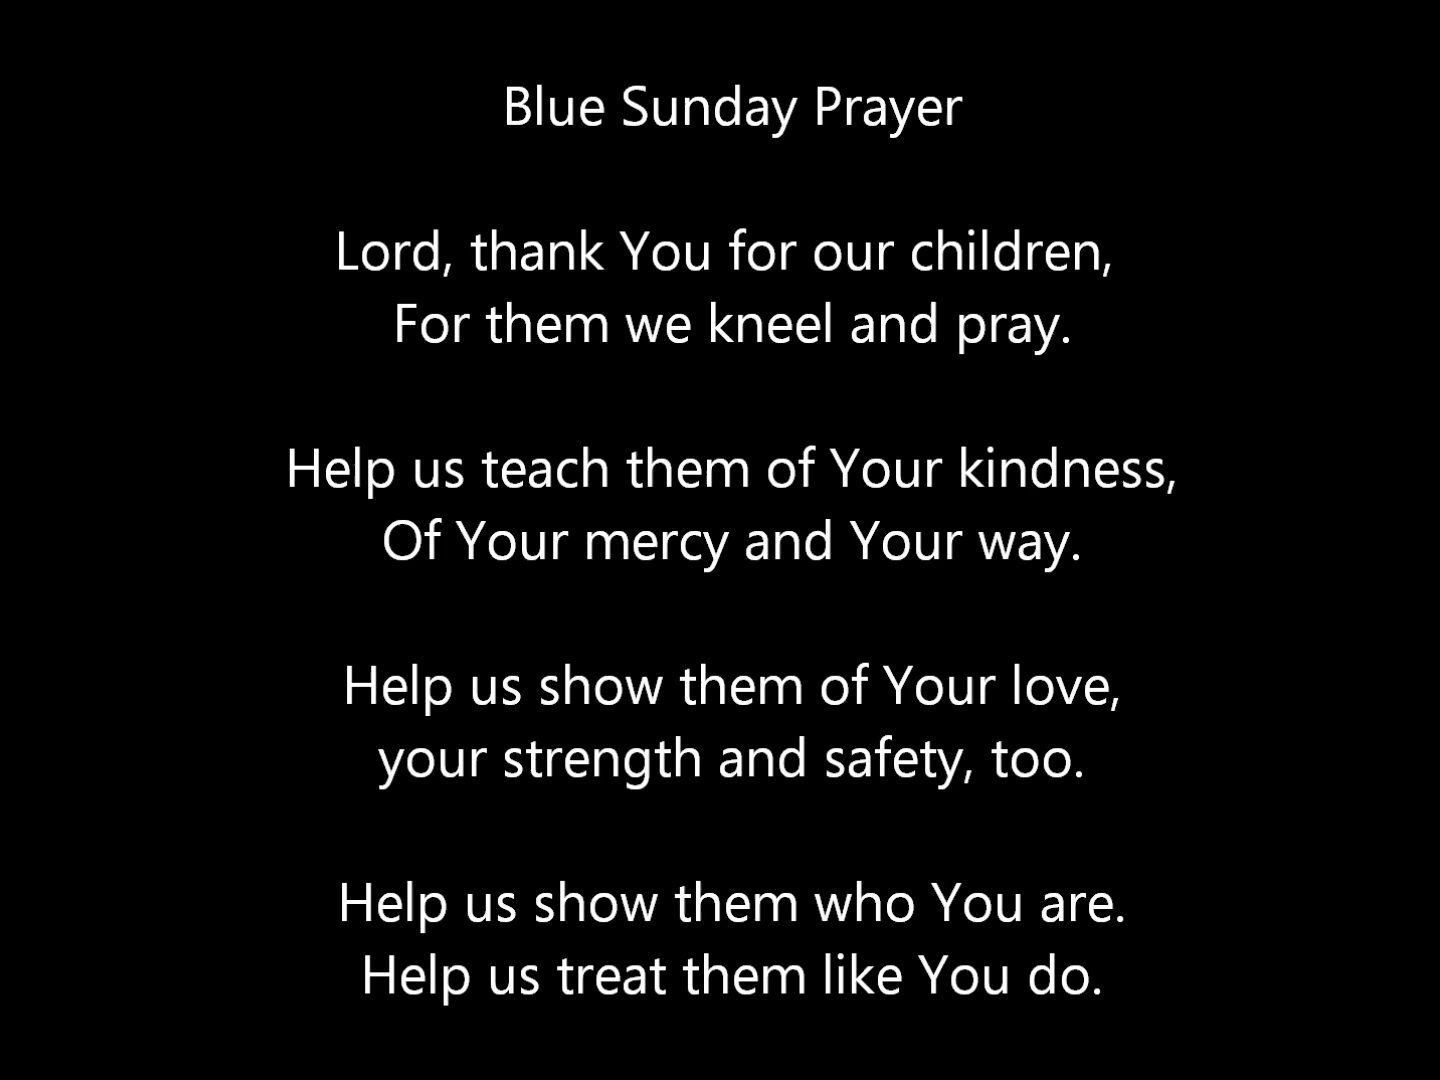 Blue Sunday Prayer
Lord, thank You for our children,
For them we kneel and pray.
Help us teach them of Your kindness,
Of Your mercy and Your way.
Help us show them of Your love,
your strength and safety, too.
Help us show them who You are.
Help us treat them like You do.